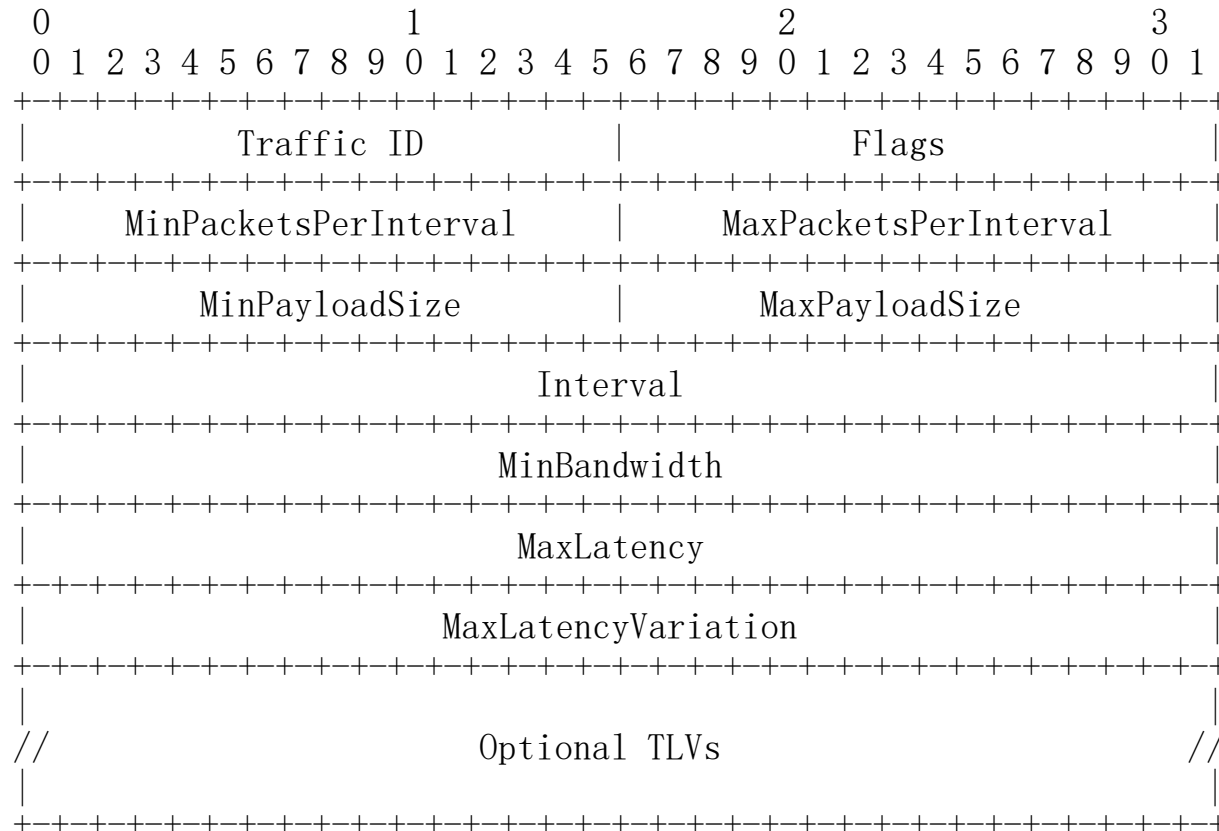 0                   1                   2                   3
0 1 2 3 4 5 6 7 8 9 0 1 2 3 4 5 6 7 8 9 0 1 2 3 4 5 6 7 8 9 0 1
+-+-+-+-+-+-+-+-+-+-+-+-+-+-+-+-+-+-+-+-+-+-+-+-+-+-+-+-+-+-+-+-+
|           Traffic ID          |             Flags             |
+-+-+-+-+-+-+-+-+-+-+-+-+-+-+-+-+-+-+-+-+-+-+-+-+-+-+-+-+-+-+-+-+
|     MinPacketsPerInterval     |     MaxPacketsPerInterval     |
+-+-+-+-+-+-+-+-+-+-+-+-+-+-+-+-+-+-+-+-+-+-+-+-+-+-+-+-+-+-+-+-+
|         MinPayloadSize        |        MaxPayloadSize         |
+-+-+-+-+-+-+-+-+-+-+-+-+-+-+-+-+-+-+-+-+-+-+-+-+-+-+-+-+-+-+-+-+
|                           Interval                            |
+-+-+-+-+-+-+-+-+-+-+-+-+-+-+-+-+-+-+-+-+-+-+-+-+-+-+-+-+-+-+-+-+
|                         MinBandwidth                          |
+-+-+-+-+-+-+-+-+-+-+-+-+-+-+-+-+-+-+-+-+-+-+-+-+-+-+-+-+-+-+-+-+
|                          MaxLatency                           |
+-+-+-+-+-+-+-+-+-+-+-+-+-+-+-+-+-+-+-+-+-+-+-+-+-+-+-+-+-+-+-+-+
|                      MaxLatencyVariation                      |
+-+-+-+-+-+-+-+-+-+-+-+-+-+-+-+-+-+-+-+-+-+-+-+-+-+-+-+-+-+-+-+-+
|                                                               |
//                       Optional TLVs                         //
|                                                               |
+-+-+-+-+-+-+-+-+-+-+-+-+-+-+-+-+-+-+-+-+-+-+-+-+-+-+-+-+-+-+-+-+